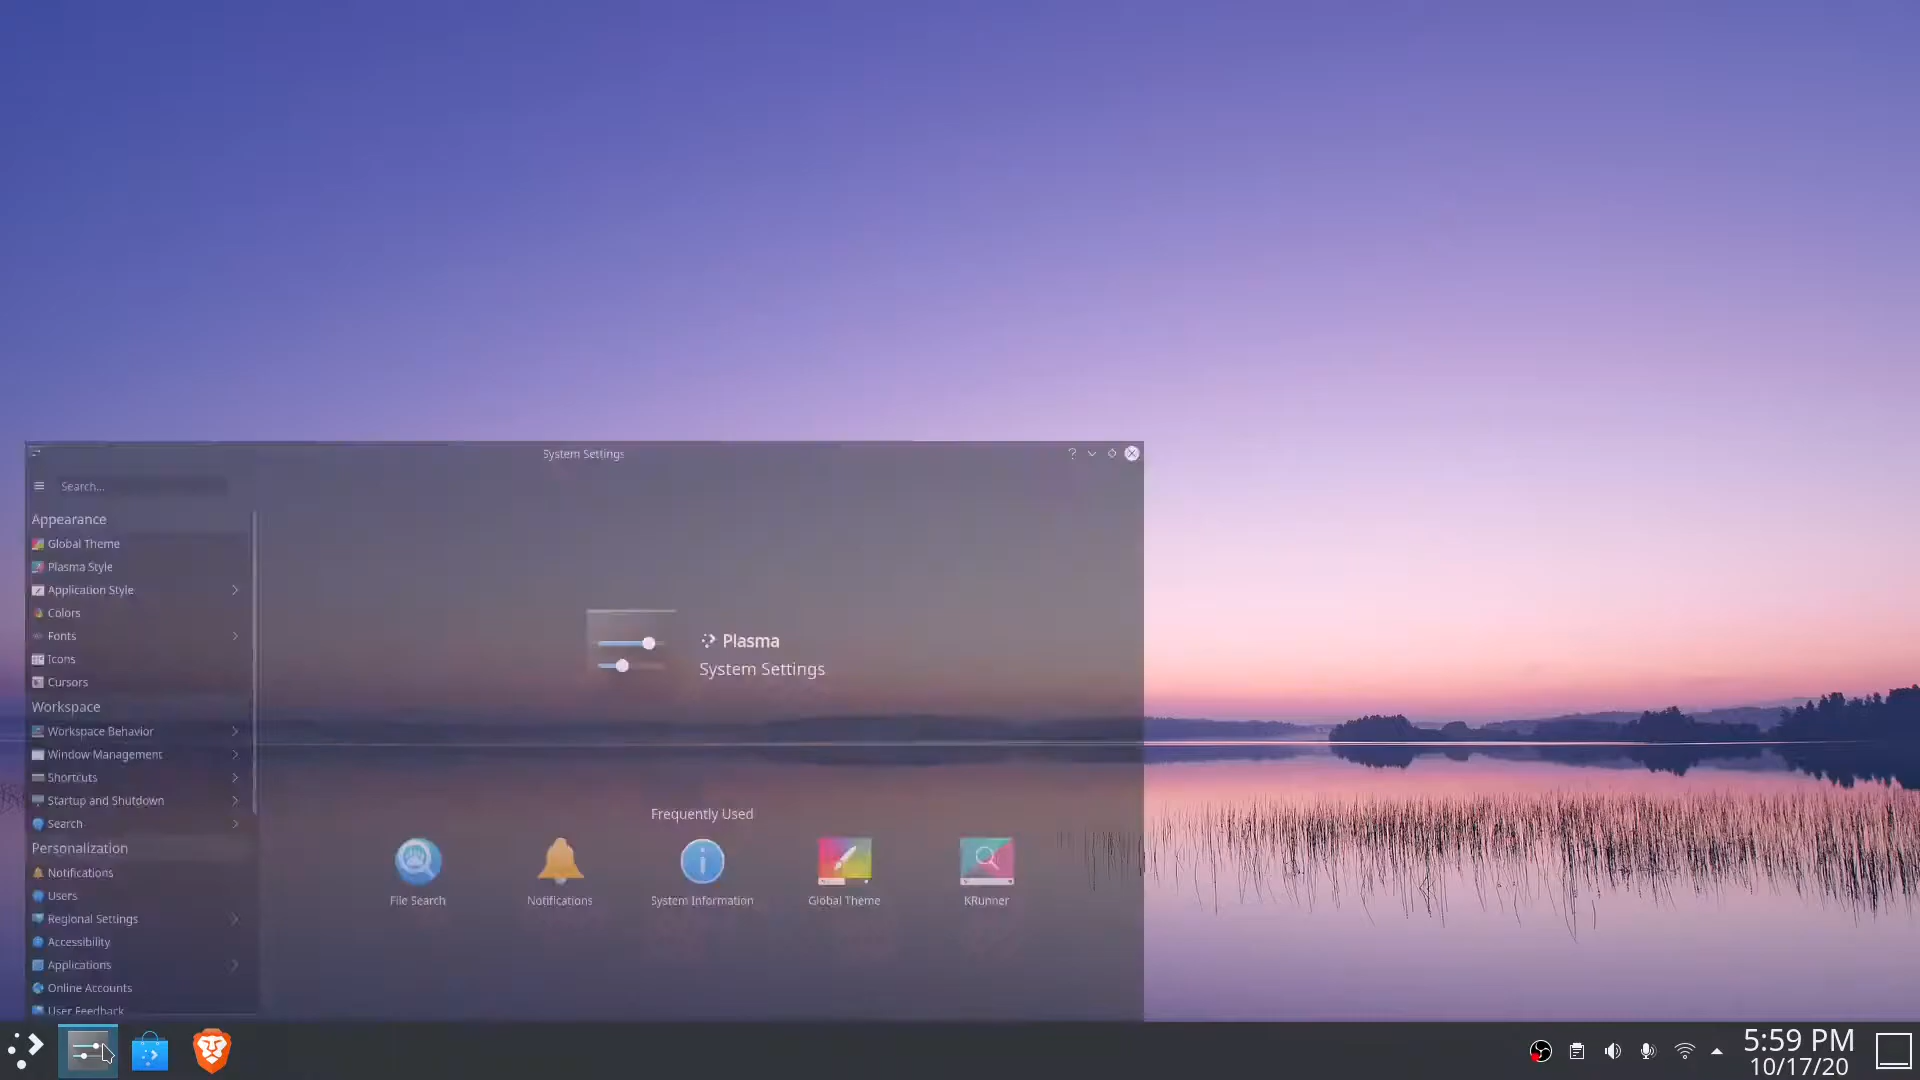 System Settings
?
Search...
Appearance
Global Theme
Plasma Style
Application Style
Colors
Fonts
Icons
Cursors
Workspace
Workspace Behavior
Window Management
Shortcuts
Startup and Shutdown
Search
Personalization
Notifications
Users
Regional Settings
Accessibility
Applications
Online Accounts
User Feedback
Plasma
System Settings
Frequently Used
File Search
Notifications
System Information
Global Theme
KRunner
5:59 PM
10/17/20